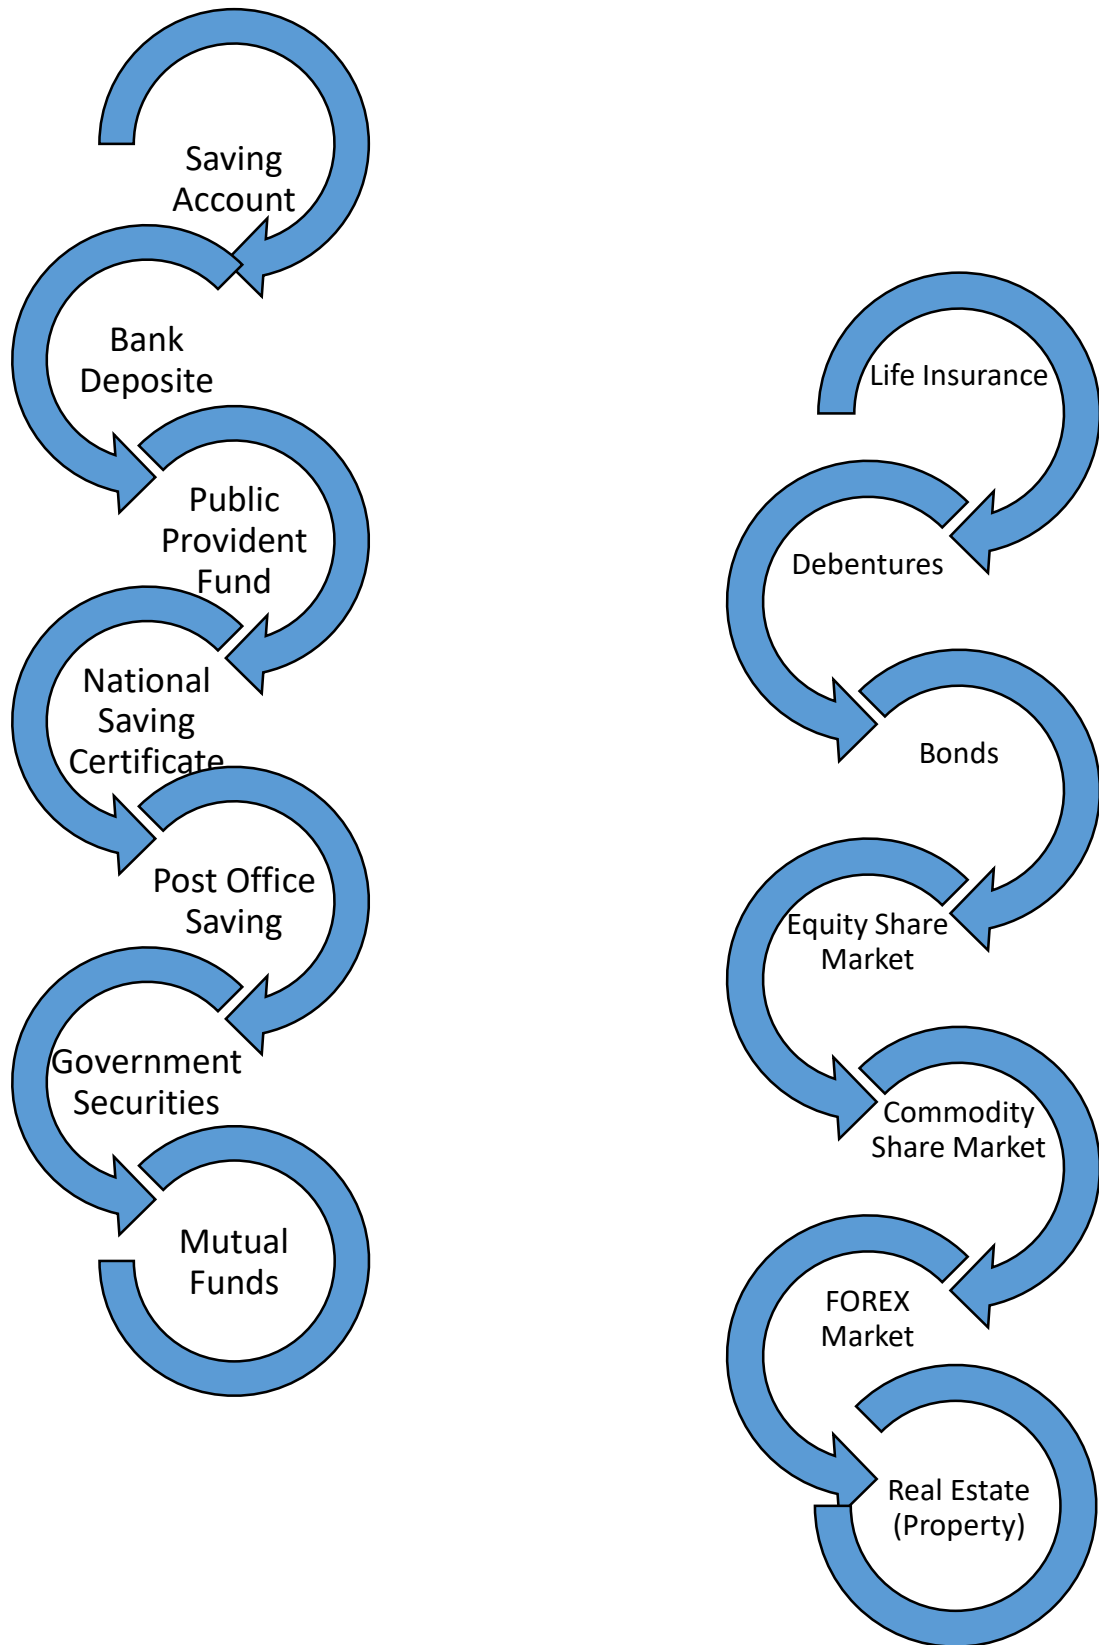 Saving
Account
Bank
Deposite
Public
Provident
Fund
National
Saving
Certificate
Post Office
Saving
Government
Securities
Mutual
Funds
Life Insurance
Debentures
Bonds
Equity Share
Market
Commodity
Share Market
FOREX
Market
Real Estate
(Property)